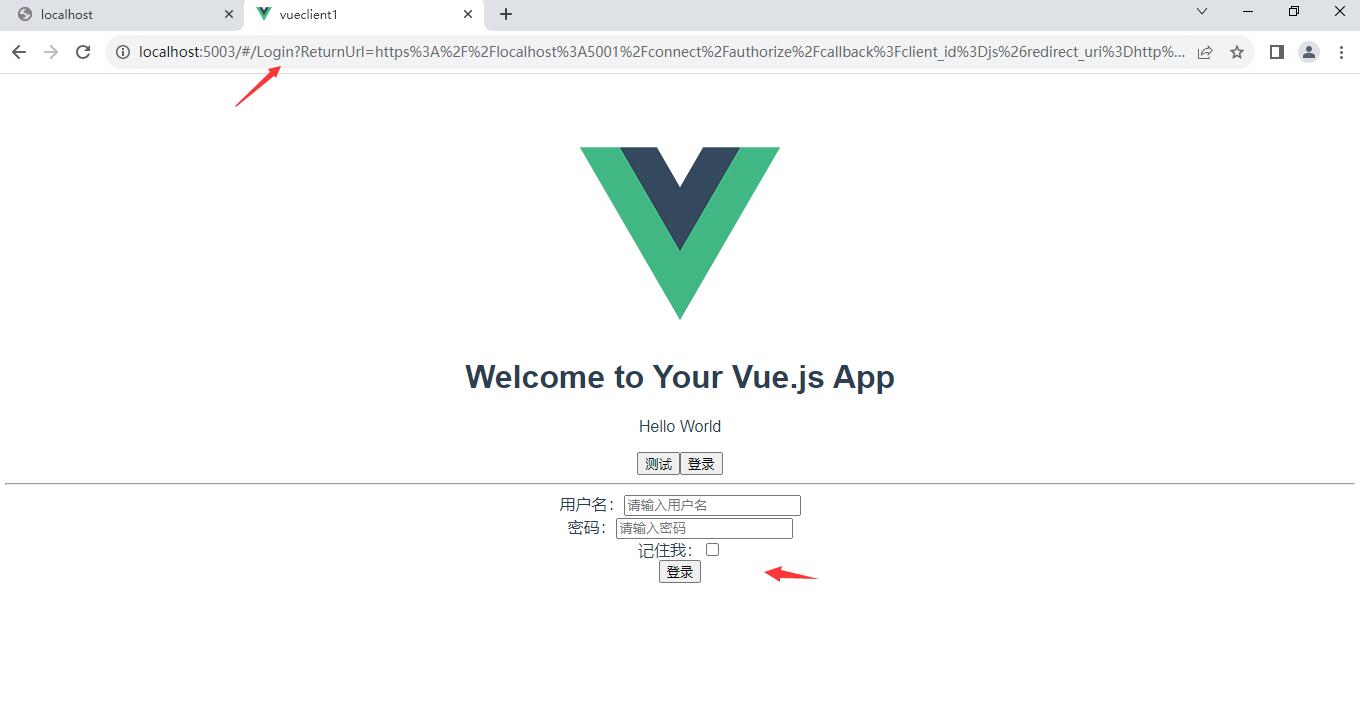 localhost
vueclient1
localhost:5003/#/Login?ReturnUrl=https%3A%2F%2Flocalhost%3A5001%2Fconnect%2Fauthorize%2Fcallback%3Fclient_id%3Djs%26redirect_uri%3Dhttp%...
Welcome to Your Vue.js App
Hello World
测试 登录
用户名: 请输入用户名
密码: 请输入密码
记住我:
登录